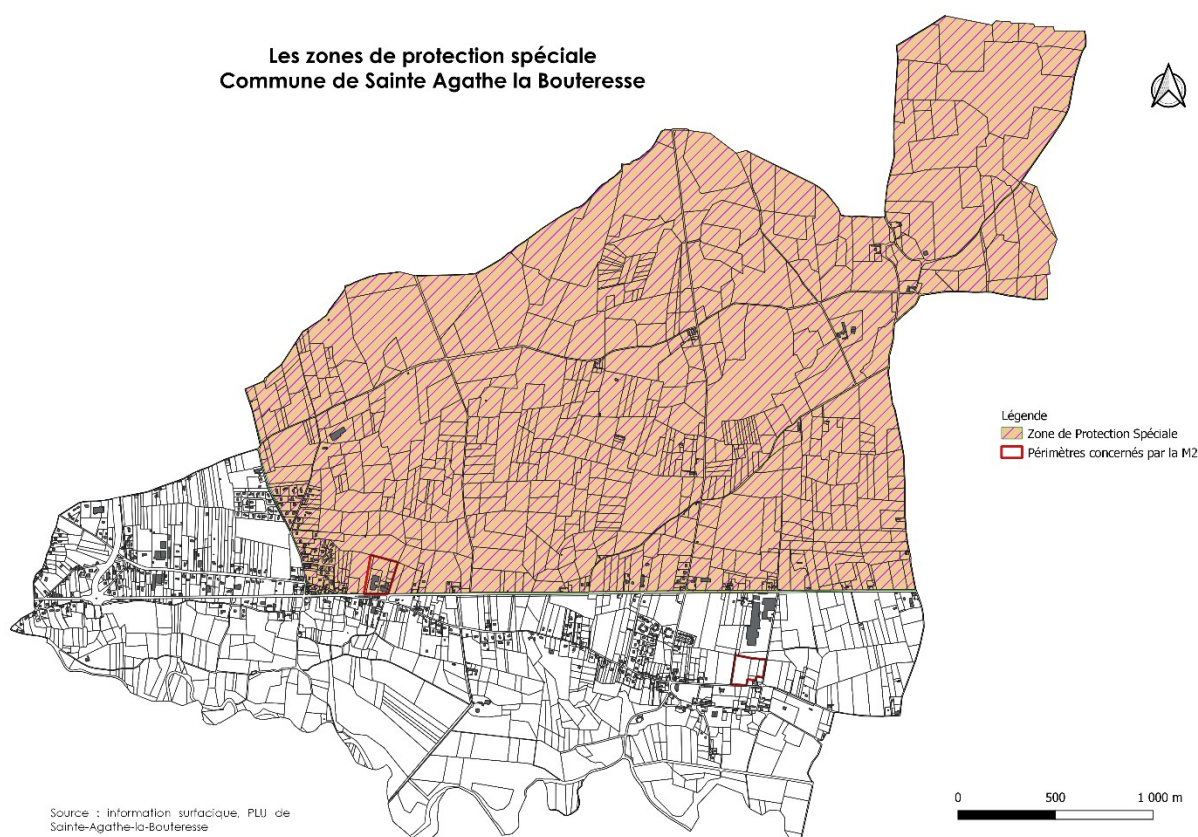 Les zones de protection spéciale
Commune de Sainte Agathe la Bouteresse
Légende
Zone de Protection Spéciale
Périmètres concernés par la M2
0 500 1 000 m
Source : information surfacique, PLU de
Sainte-Agathe-la-Bouteresse